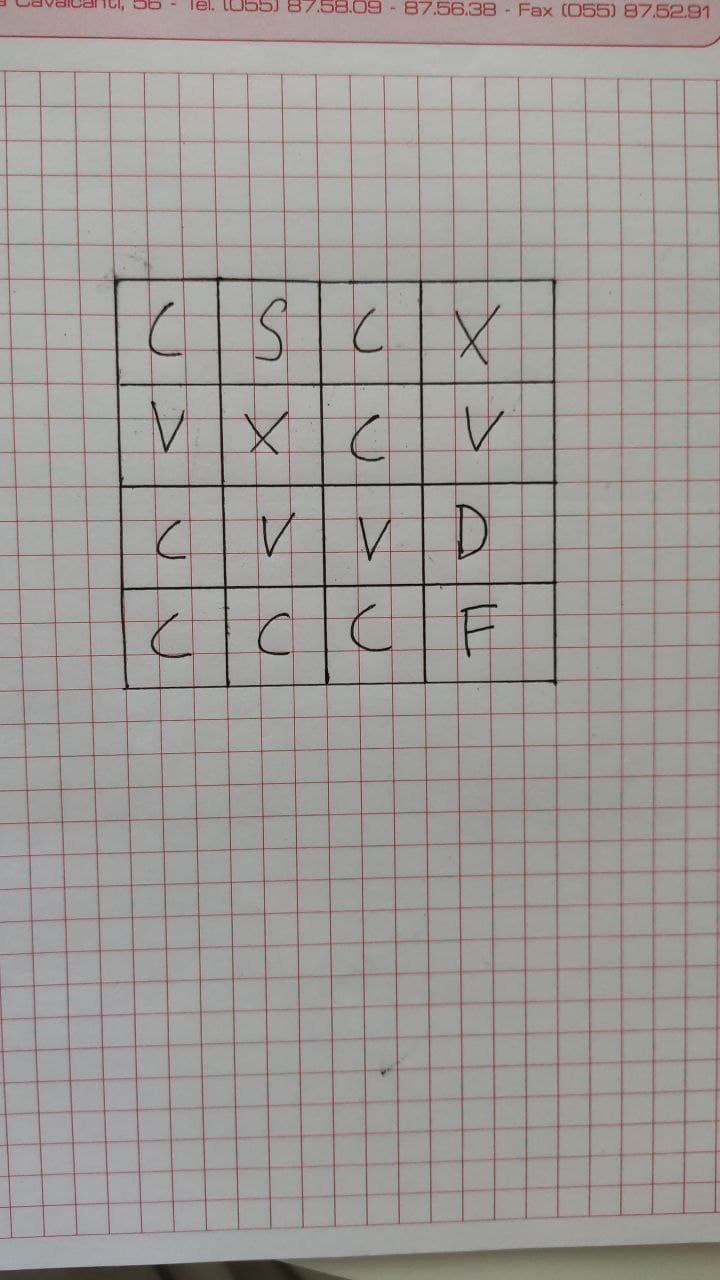 Cavalcanti, 56 - Tel. (055) 87.58.09 - 87.56.38 - Fax (055) 87.52.91
C S C X
V X C V
C V V D
C C C F